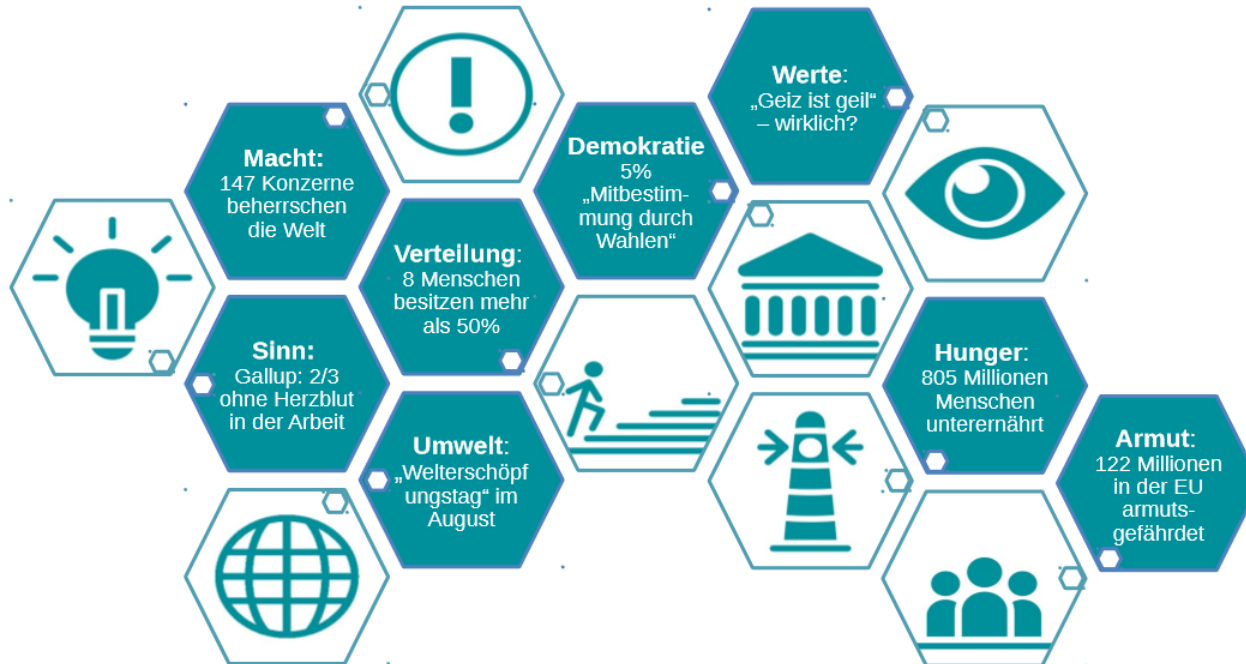 Werte:
„Geiz ist geil“
– wirklich?
Macht:
147 Konzerne
beherrschen
die Welt
Demokratie
5%
„Mitbestim-
mung durch
Wahlen“
Verteilung:
8 Menschen
besitzen mehr
als 50%
Sinn:
Gallup: 2/3
ohne Herzblut
in der Arbeit
Hunger:
805 Millionen
Menschen
unterernährt
Umwelt:
„Welterschöpf
ungstag“ im
August
Armut:
122 Millionen
in der EU
armuts-
gefährdet